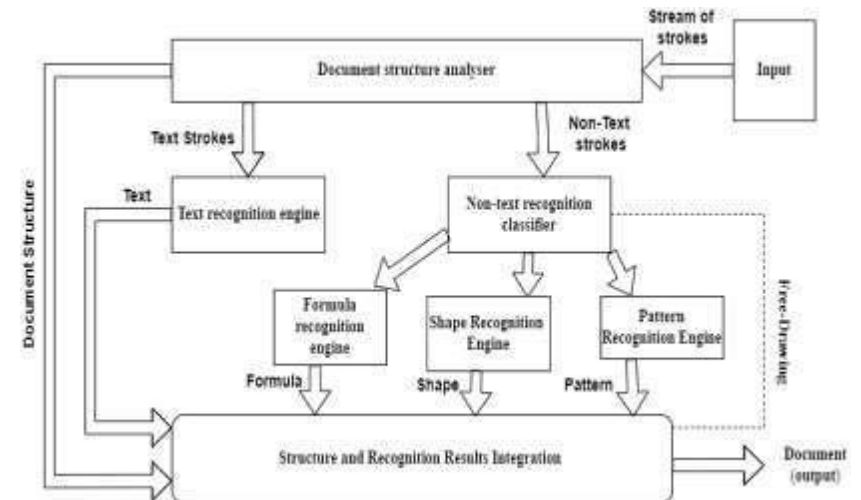 Stream of
strokes
Input
Document structure analyser
Text Strokes
Non-Text
strokes
Text
Text recognition engine
Non-text recognition
classifier
Document Structure
Free-Drawing
Formula
recognition
engine
Shape Recognition
Engine
Pattern
Recognition Engine
Formula
Shape
Pattern
Structure and Recognition Results Integration
Document
(output)